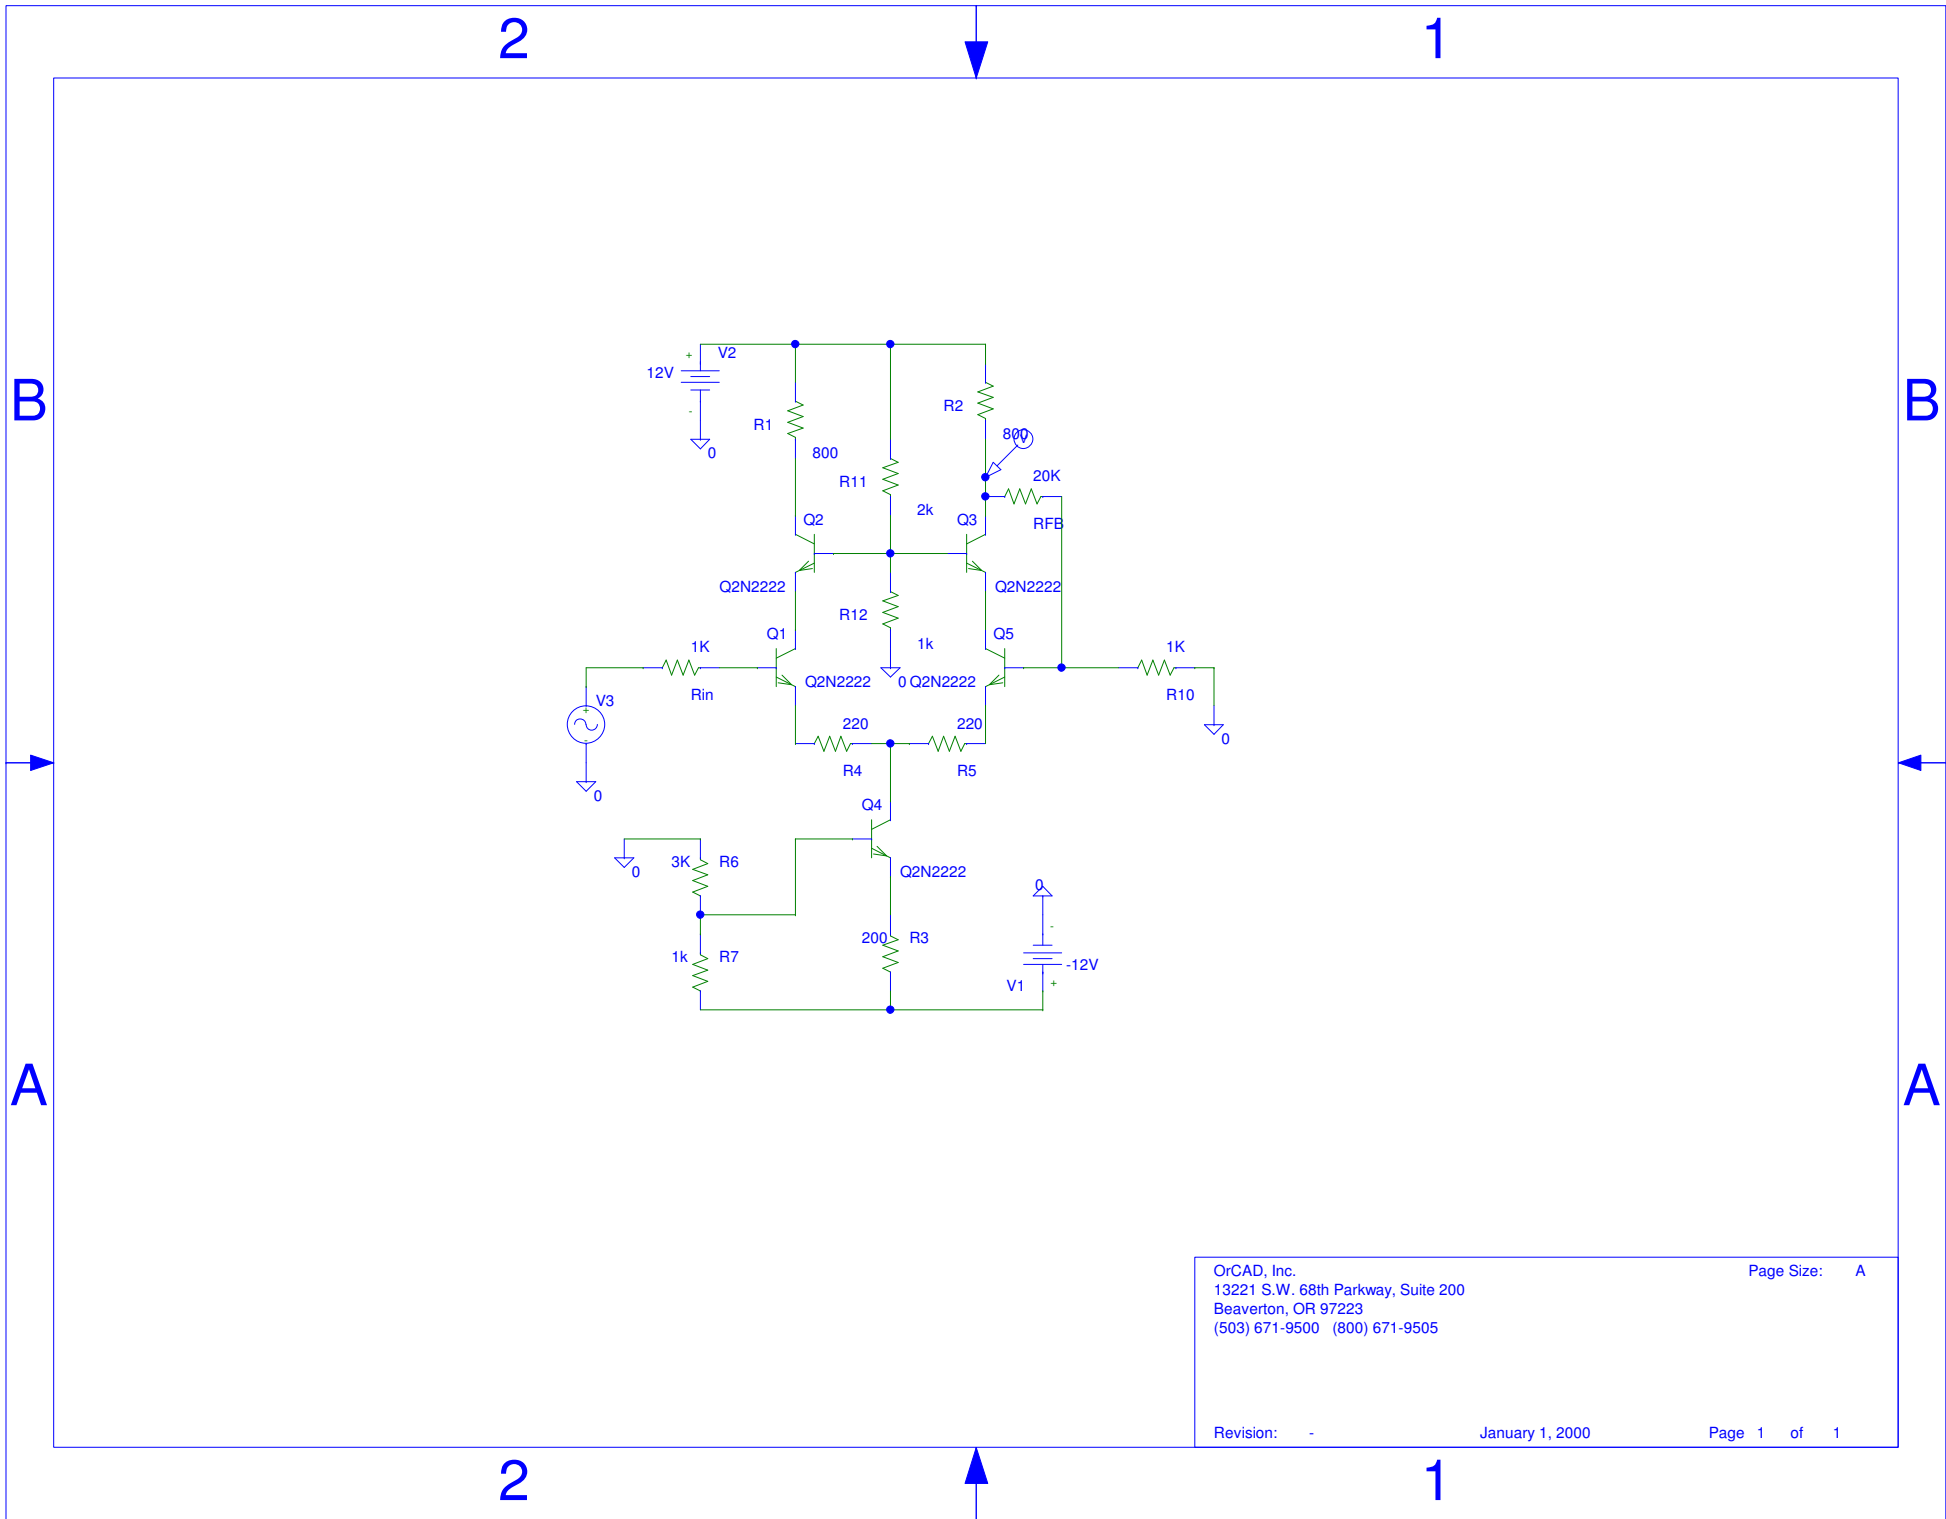 2 1
V2
12V
0
R1
800
R11
2k
R2
800
V
20K
RFB
Q2
Q3
Q2N2222
Q2N2222
R12
1k
0
Q1
Q5
1K
Rin
Q2N2222
Q2N2222
1K
R10
0
V3
0
220
R4
220
R5
Q4
Q2N2222
3K R6
0
1k R7
200 R3
0
-12V
V1
B B
A A
OrCAD, Inc. Page Size: A
13221 S.W. 68th Parkway, Suite 200
Beaverton, OR 97223
(503) 671-9500 (800) 671-9505
Revision: - January 1, 2000 Page 1 of 1
2 1